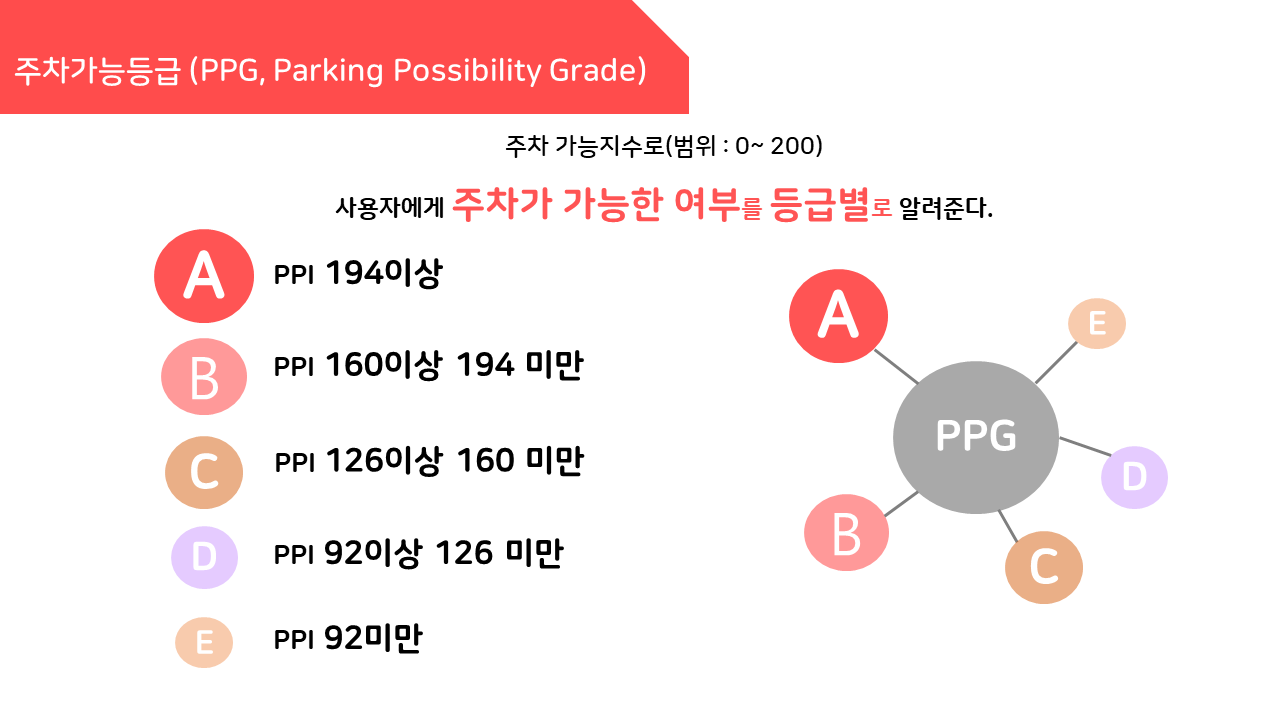 주차가능등급 (PPG, Parking Possibility Grade)
주차 가능지수로(범위 : 0~ 200)
사용자에게 주차가 가능한 여부를 등급별로 알려준다.
A PPI 194이상
B PPI 160이상 194 미만
C PPI 126이상 160 미만
D PPI 92이상 126 미만
E PPI 92미만
A
E
PPG
D
B
C